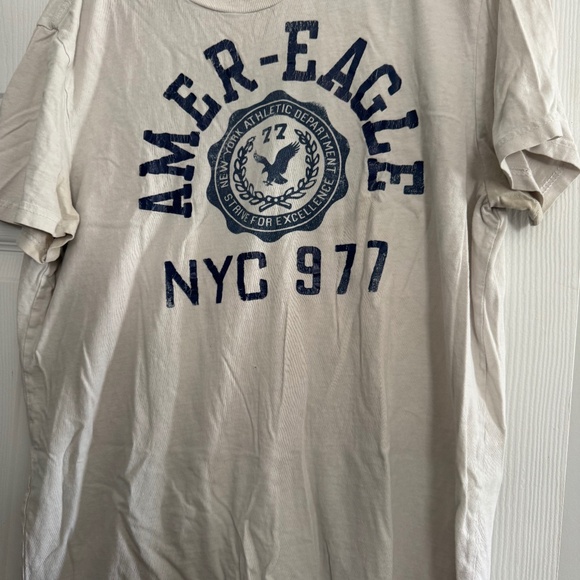 AMER-EAGLE
NEW YORK ATHLETIC DEPARTMENT
77
STRIVE FOR EXCELLENCE
NYC 977